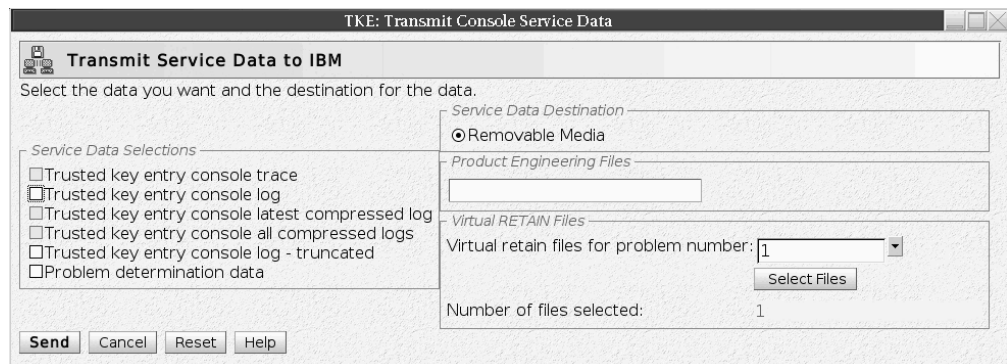 TKE: Transmit Console Service Data
Transmit Service Data to IBM
Select the data you want and the destination for the data.
Service Data Selections
Trusted key entry console trace
Trusted key entry console log
Trusted key entry console latest compressed log
Trusted key entry console all compressed logs
Trusted key entry console log - truncated
Problem determination data
Service Data Destination
Removable Media
Product Engineering Files
Virtual RETAIN Files
Virtual retain files for problem number: 1
Select Files
Number of files selected: 1
Send Cancel Reset Help